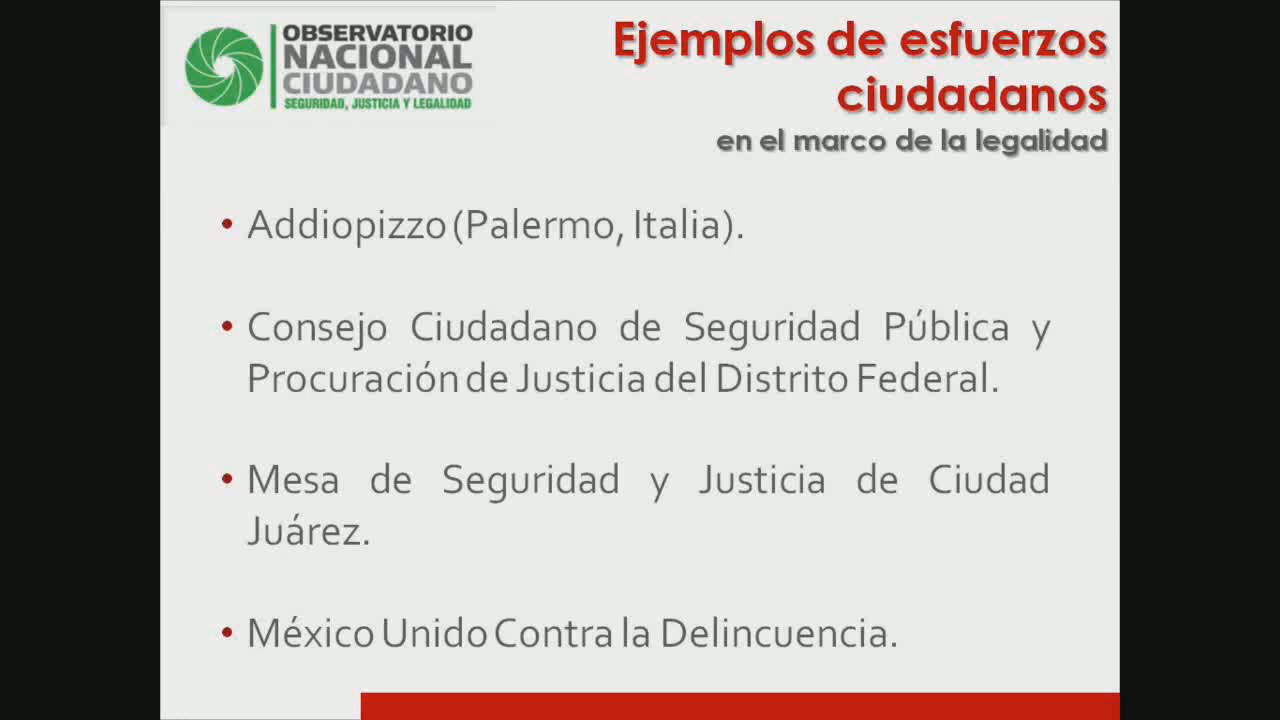 OBSERVATORIO
NACIONAL
CIUDADANO
SEGURIDAD, JUSTICIA Y LEGALIDAD
Ejemplos de esfuerzos
ciudadanos
en el marco de la legalidad
• Addiopizzo (Palermo, Italia).
• Consejo Ciudadano de Seguridad Pública y
Procuración de Justicia del Distrito Federal.
• Mesa de Seguridad y Justicia de Ciudad
Juárez.
• México Unido Contra la Delincuencia.